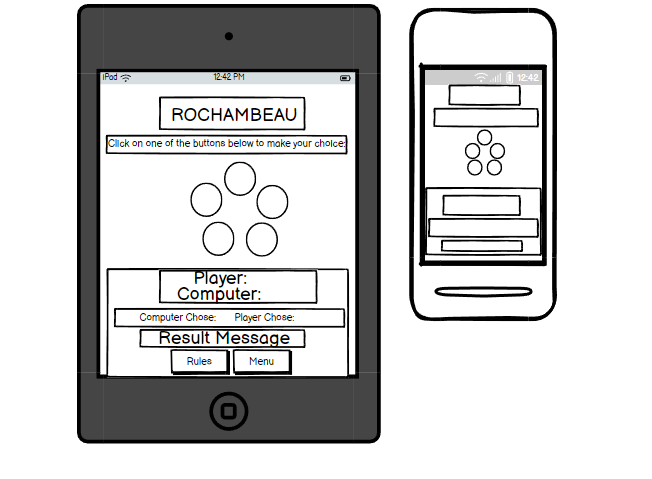 iPod 12:42 PM
12:42
ROCHAMBEAU
Click on one of the buttons below to make your choice:
Player:
Computer:
Computer Chose: Player Chose:
Result Message
Rules Menu